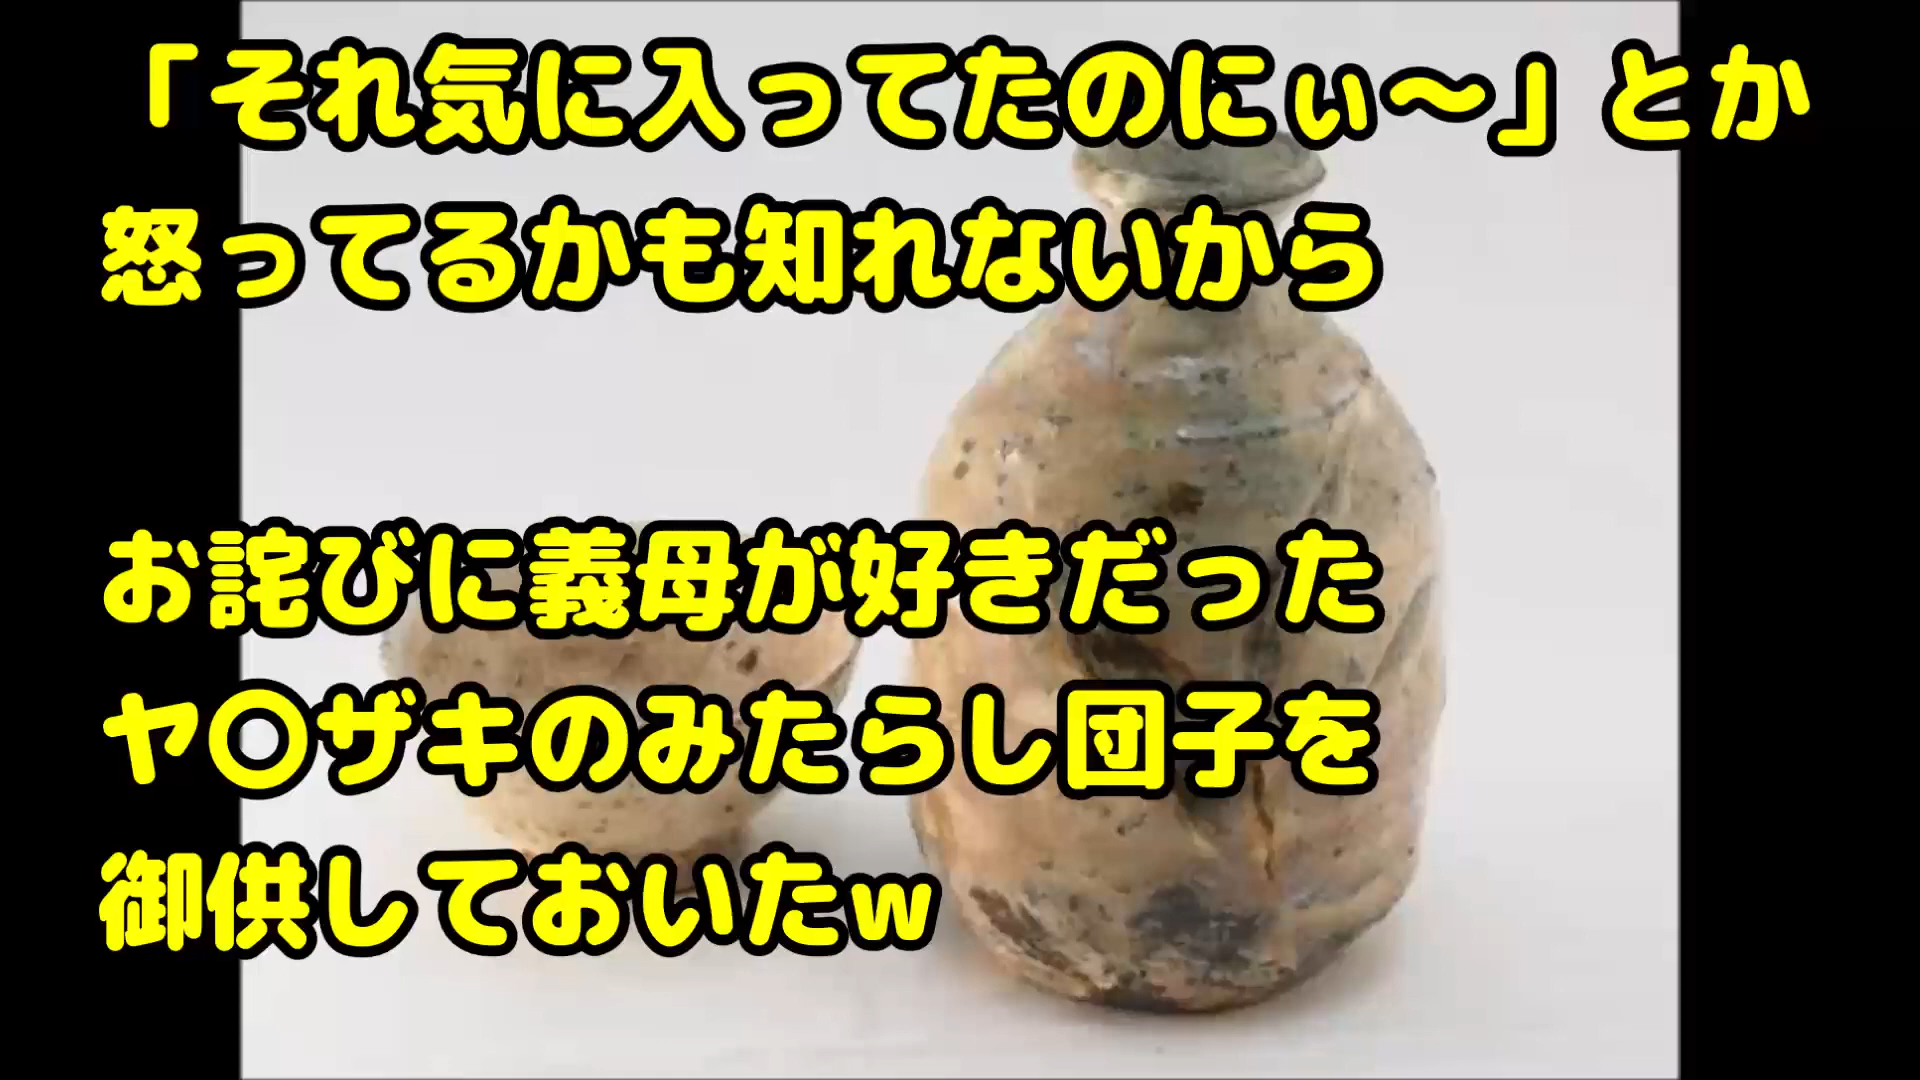 「それ気に入ってたのにぃ～」とか
怒ってるかも知れないから
お詫びに義母が好きだった
ヤ〇ザキのみたらし団子を
御供しておいたw